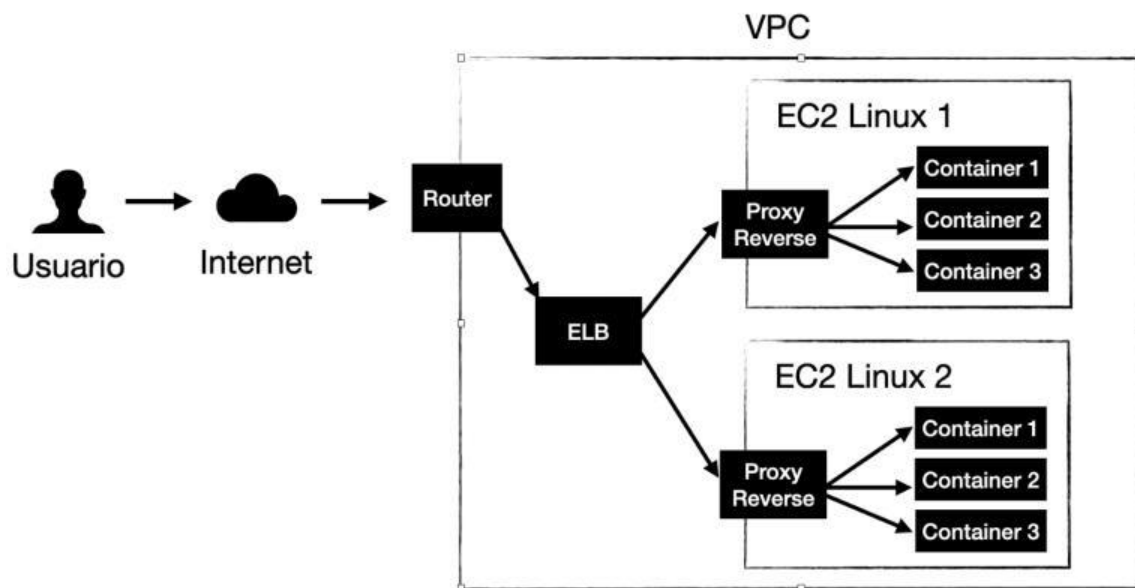 VPC
EC2 Linux 1
Container 1
Router
Proxy
Reverse
Container 2
Usuario
Internet
Container 3
ELB
EC2 Linux 2
Container 1
Proxy
Reverse
Container 2
Container 3